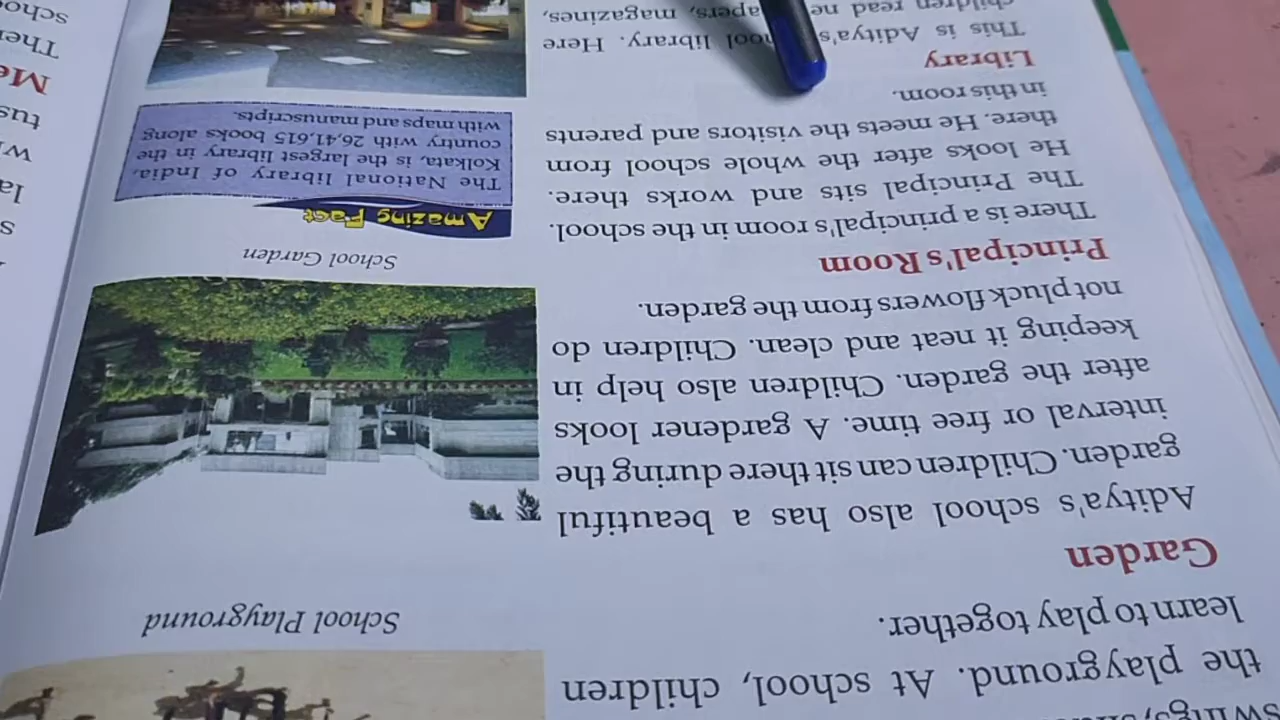 the playground. At school, children
learn to play together.
School Playground
Garden
Aditya's school also has a beautiful
garden. Children can sit there during the
interval or free time. A gardener looks
after the garden. Children also help in
keeping it neat and clean. Children do
not pluck flowers from the garden.
School Garden
Principal's Room
There is a principal's room in the school.
The Principal sits and works there.
He looks after the whole school from
there. He meets the visitors and parents
in this room.
Amazing Fact
The National library of India,
Kolkata, is the largest library in the
country with 26,41,615 books along
with maps and manuscripts.
Library
This is Aditya's library. Here
children read magazines,